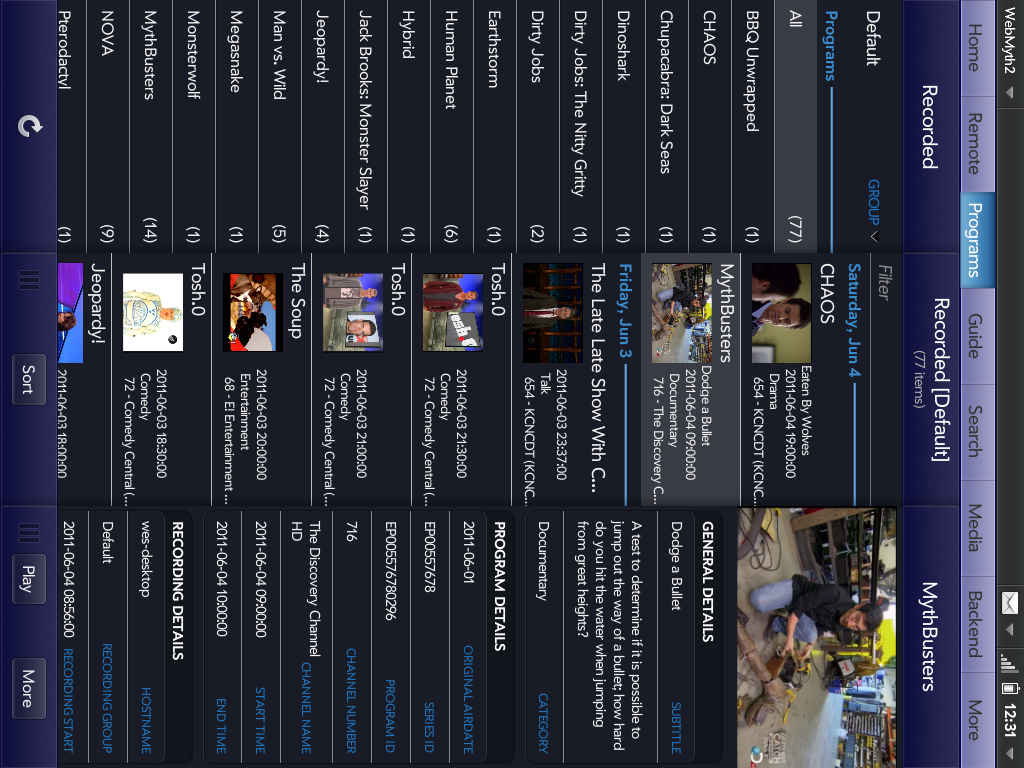 WebMyth2
12:31
Home
Remote
Programs
Guide
Search
Media
Backend
More
Recorded
Default
GROUP
Programs
All
(77)
BBQ Unwrapped
(1)
CHAOS
(1)
Chupacabra: Dark Seas
(1)
Dinoshark
(1)
Dirty Jobs: The Nitty Gritty
(1)
Dirty Jobs
(2)
Earthstorm
(1)
Human Planet
(6)
Hybrid
(1)
Jack Brooks: Monster Slayer
(1)
Jeopardy!
(4)
Man vs. Wild
(5)
Megasnake
(1)
Monsterwolf
(1)
MythBusters
(14)
NOVA
(9)
Pterodactyl
(1)
Recorded [Default]
(77 items)
Filter
Saturday, Jun 4
CHAOS
Eaten By Wolves
2011-06-04 19:00:00
Drama
654 - KCNCDT (KCNC...
MythBusters
Dodge a Bullet
2011-06-04 09:00:00
Documentary
716 - The Discovery C...
Friday, Jun 3
The Late Late Show With C...
2011-06-03 23:37:00
Talk
654 - KCNCDT (KCNC...
Tosh.0
2011-06-03 21:30:00
Comedy
72 - Comedy Central (...
Tosh.0
2011-06-03 21:00:00
Comedy
72 - Comedy Central (...
The Soup
2011-06-03 20:00:00
Entertainment
68 - E! Entertainment ...
Tosh.0
2011-06-03 18:30:00
Comedy
72 - Comedy Central (...
Jeopardy!
2011-06-03 18:00:00
Sort
MythBusters
GENERAL DETAILS
Dodge a Bullet
SUBTITLE
A test to determine if it is possible to
jump out the way of a bullet; how hard
do you hit the water when jumping
from great heights?
Documentary
CATEGORY
PROGRAM DETAILS
2011-06-01
ORIGINAL AIRDATE
EP00557678
SERIES ID
EP005576780296
PROGRAM ID
716
CHANNEL NUMBER
The Discovery Channel
HD
CHANNEL NAME
2011-06-04 09:00:00
START TIME
2011-06-04 10:00:00
END TIME
RECORDING DETAILS
wes-desktop
HOSTNAME
Default
RECORDING GROUP
2011-06-04 08:56:00
RECORDING START
Play
More